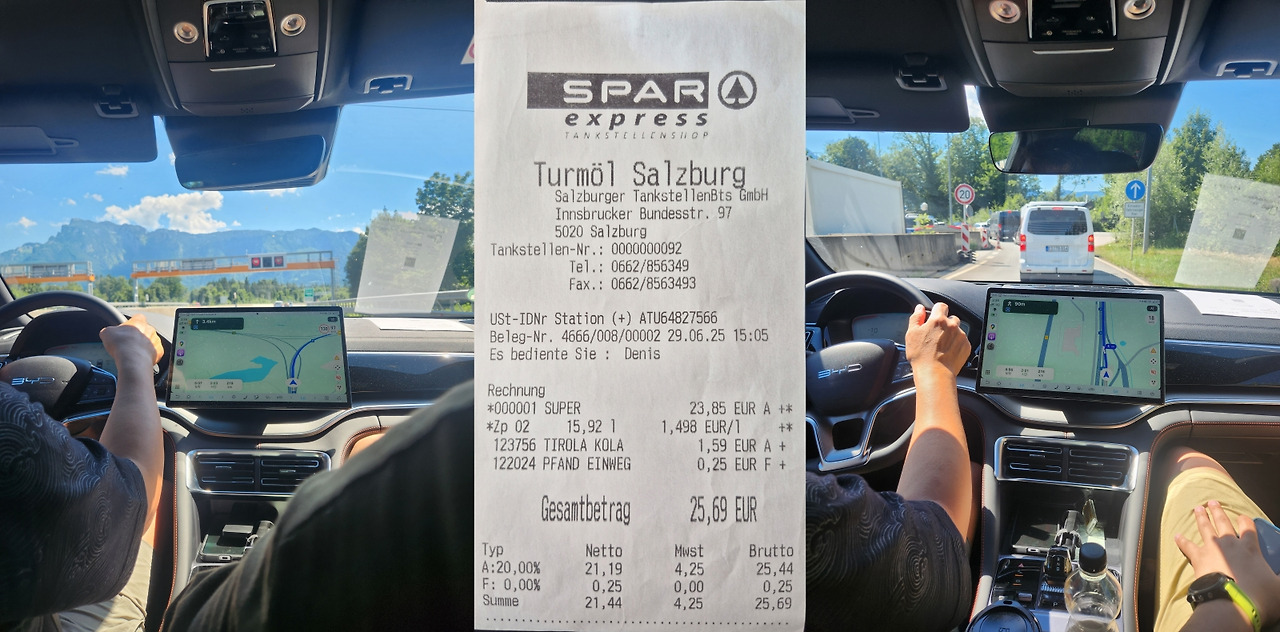 BYD
SPAR
express
TANKSTELLENSHOP
Turmöl Salzburg
Salzburger TankstellenBts GmbH
Innsbrucker Bundesstr. 97
5020 Salzburg
Tankstellen-Nr.: 0000000092
Tel.: 0662/856349
Fax.: 0662/8563493
USt-IDNr Station (+) ATU64827566
Beleg-Nr. 4666/008/00002 29.06.25 15:05
Es bediente Sie : Denis
Rechnung
*000001 SUPER 23,85 EUR A +*
*Zp 02 15,92 l 1,498 EUR/l +*
123756 TIROLA KOLA 1,59 EUR A +
122024 PFAND EINWEG 0,25 EUR F +
Gesamtbetrag 25,69 EUR
Typ Netto Mwst Brutto
A:20,00% 21,19 4,25 25,44
F: 0,00% 0,25 0,00 0,25
Summe 21,44 4,25 25,69
20
90m
BYD